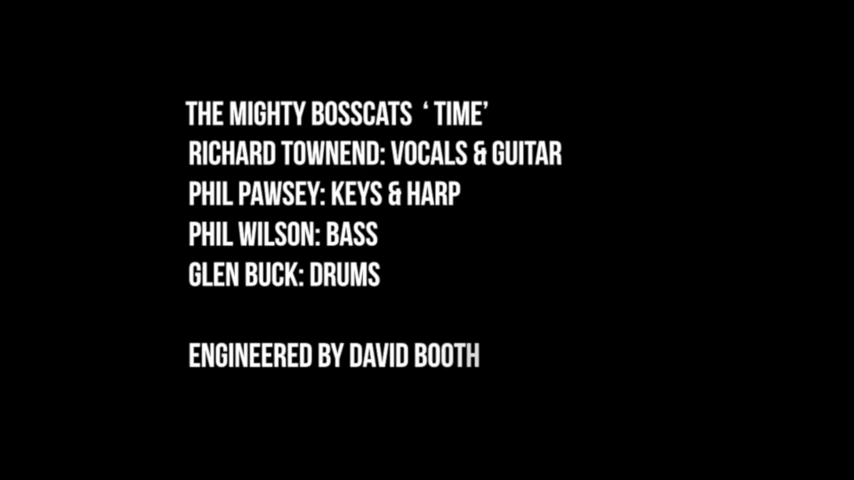 THE MIGHTY BOSSCATS ‘ TIME’
RICHARD TOWNEND: VOCALS & GUITAR
PHIL PAWSEY: KEYS & HARP
PHIL WILSON: BASS
GLEN BUCK: DRUMS
ENGINEERED BY DAVID BOOTH